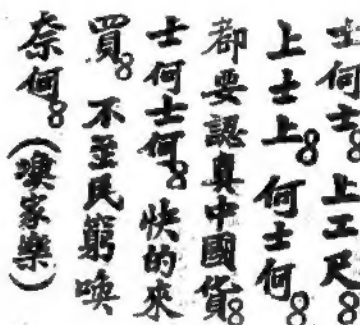 士何士8 上工尺8
上士上8 何士何8
都要認真中國貨8
士何士何8 快的來
買8 不至民窮喚
奈何8 (漁家樂)